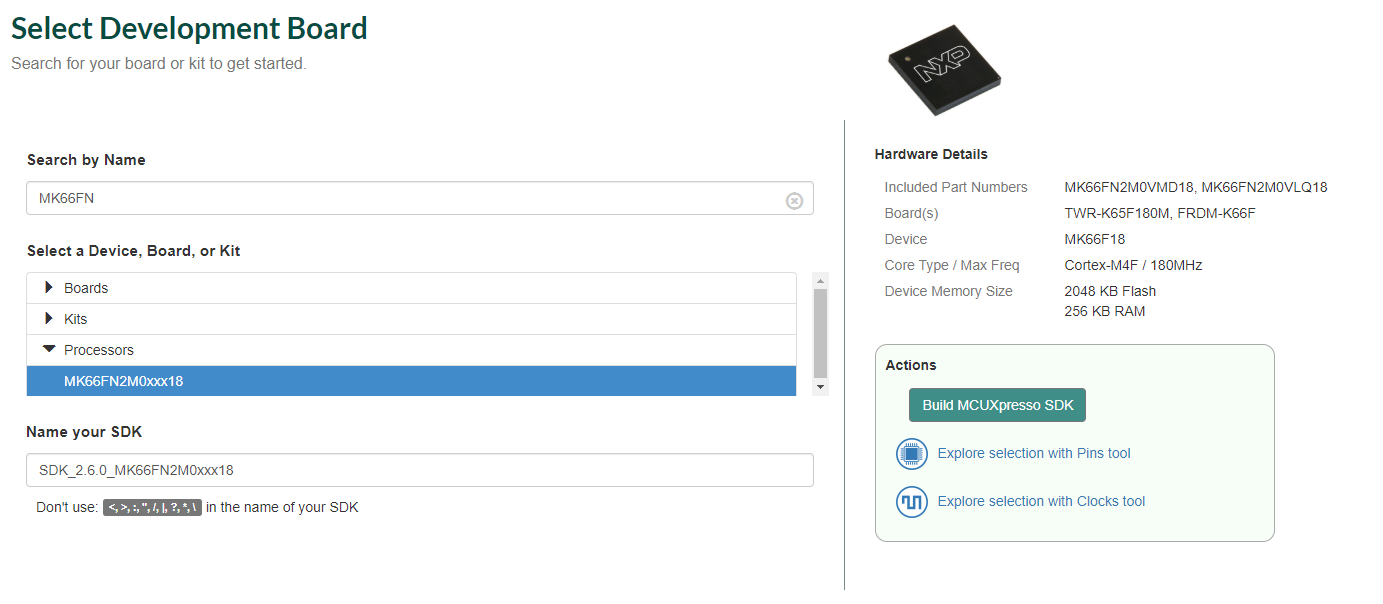 Select Development Board
Search for your board or kit to get started.
NXP
Search by Name
MK66FN
Select a Device, Board, or Kit
Boards
Kits
Processors
MK66FN2M0xxx18
Name your SDK
SDK_2.6.0_MK66FN2M0xxx18
Don't use: <, >, :, ", /, |, ?, *, \ in the name of your SDK
Hardware Details
Included Part Numbers MK66FN2M0VMD18, MK66FN2M0VLQ18
Board(s) TWR-K65F180M, FRDM-K66F
Device MK66F18
Core Type / Max Freq Cortex-M4F / 180MHz
Device Memory Size 2048 KB Flash
256 KB RAM
Actions
Build MCUXpresso SDK
Explore selection with Pins tool
Explore selection with Clocks tool